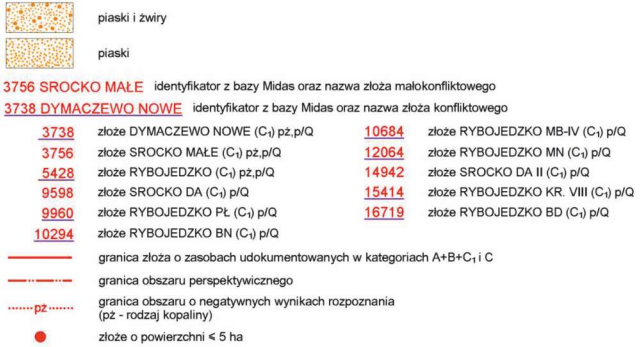 piaski i żwiry
piaski
3756 SROCKO MAŁE identyfikator z bazy Midas oraz nazwa złoża małokonfliktowego
3738 DYMACZEWO NOWE identyfikator z bazy Midas oraz nazwa złoża konfliktowego
3738 złoże DYMACZEWO NOWE (C₁) pż,p/Q
3756 złoże SROCKO MAŁE (C₁) pż,p/Q
5428 złoże RYBOJEDZKO (C₁) pż,p/Q
9598 złoże SROCKO DA (C₁) p/Q
9960 złoże RYBOJEDZKO PŁ (C₁) p/Q
10294 złoże RYBOJEDZKO BN (C₁) p/Q
10684 złoże RYBOJEDZKO MB-IV (C₁) p/Q
12064 złoże RYBOJEDZKO MN (C₁) p/Q
14942 złoże SROCKO DA II (C₁) p/Q
15414 złoże RYBOJEDZKO KR. VIII (C₁) p/Q
16719 złoże RYBOJEDZKO BD (C₁) p/Q
granica złoża o zasobach udokumentowanych w kategoriach A+B+C₁ i C
granica obszaru perspektywicznego
pż granica obszaru o negatywnych wynikach rozpoznania
(pż - rodzaj kopaliny)
złoże o powierzchni ⩽ 5 ha